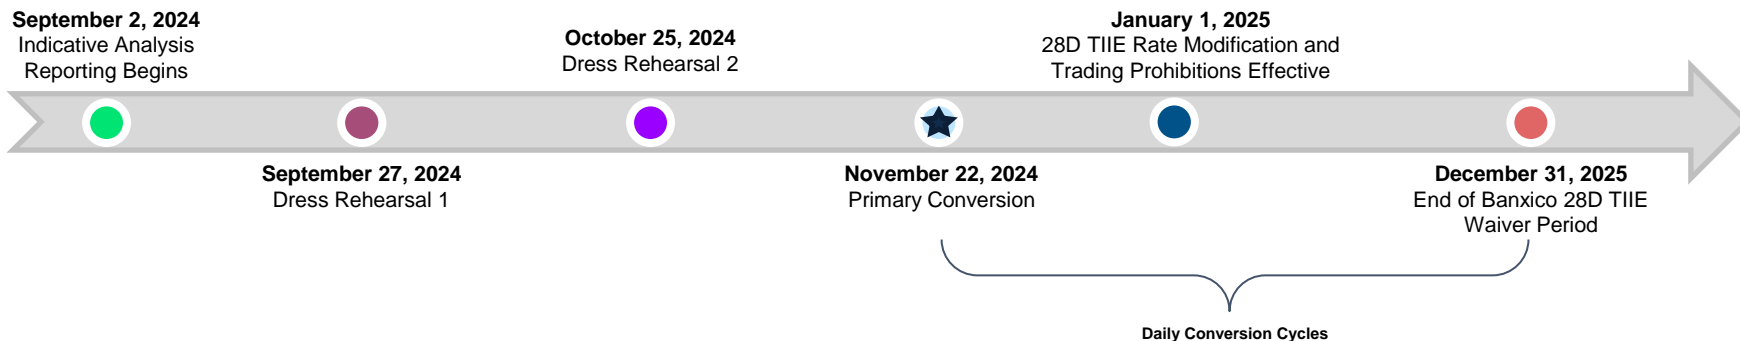 September 2, 2024
Indicative Analysis
Reporting Begins
September 27, 2024
Dress Rehearsal 1
October 25, 2024
Dress Rehearsal 2
November 22, 2024
Primary Conversion
January 1, 2025
28D TIIE Rate Modification and
Trading Prohibitions Effective
December 31, 2025
End of Banxico 28D TIIE
Waiver Period
Daily Conversion Cycles